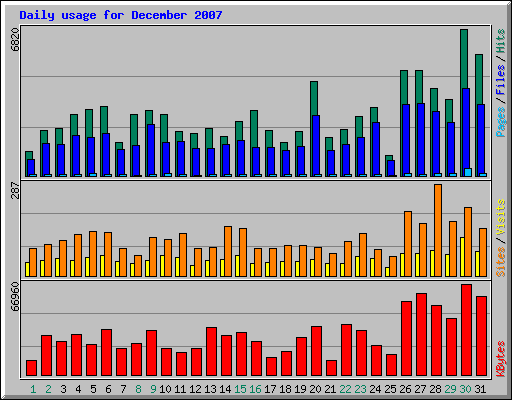 Daily usage for December 2007
6820
Pages / Files / Hits
287
Sites / Visits
66960
KBytes
1 2 3 4 5 6 7 8 9 10 11 12 13 14 15 16 17 18 19 20 21 22 23 24 25 26 27 28 29 30 31